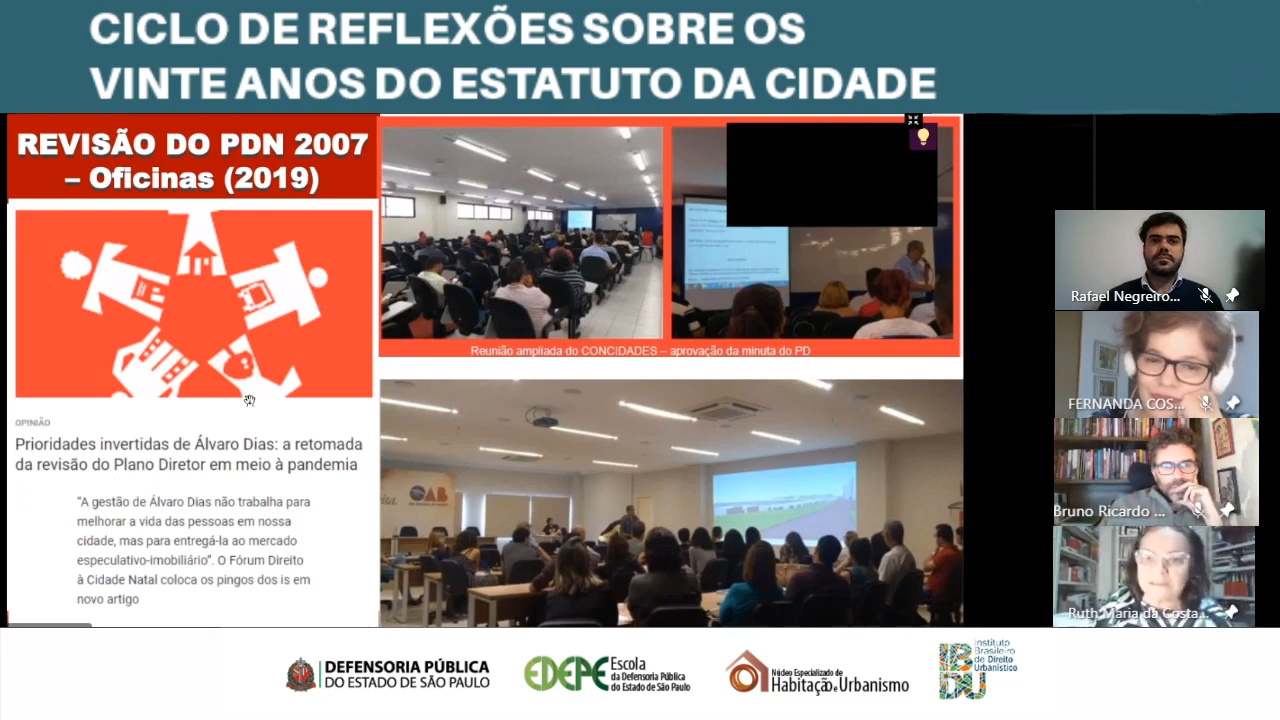 CICLO DE REFLEXÕES SOBRE OS
VINTE ANOS DO ESTATUTO DA CIDADE
REVISÃO DO PDN 2007
– Oficinas (2019)
OPINIÃO
Prioridades invertidas de Álvaro Dias: a retomada
da revisão do Plano Diretor em meio à pandemia
“A gestão de Álvaro Dias não trabalha para
melhorar a vida das pessoas em nossa
cidade, mas para entregá-la ao mercado
especulativo-imobiliário”. O Fórum Direito
à Cidade Natal coloca os pingos dos is em
novo artigo
Reunião ampliada do CONCIDADES – aprovação da minuta do PD
OAB
Rafael Negreiro...
FERNANDA COS...
Bruno Ricardo ...
Ruth Maria da Costa...
DEFENSORIA PÚBLICA
DO ESTADO DE SÃO PAULO
EDEPE
Escola
da Defensoria Pública
do Estado de São Paulo
Núcleo Especializado de
Habitação e Urbanismo
IBDU
Instituto
Brasileiro
de Direito
Urbanístico